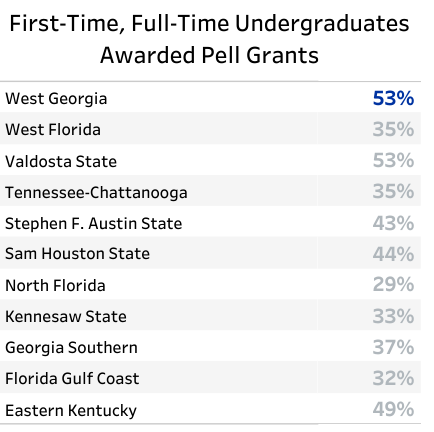 First-Time, Full-Time Undergraduates
Awarded Pell Grants
West Georgia 53%
West Florida 35%
Valdosta State 53%
Tennessee-Chattanooga 35%
Stephen F. Austin State 43%
Sam Houston State 44%
North Florida 29%
Kennesaw State 33%
Georgia Southern 37%
Florida Gulf Coast 32%
Eastern Kentucky 49%